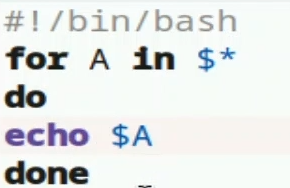 #!/bin/bash
for A in $*
do
echo $A
done